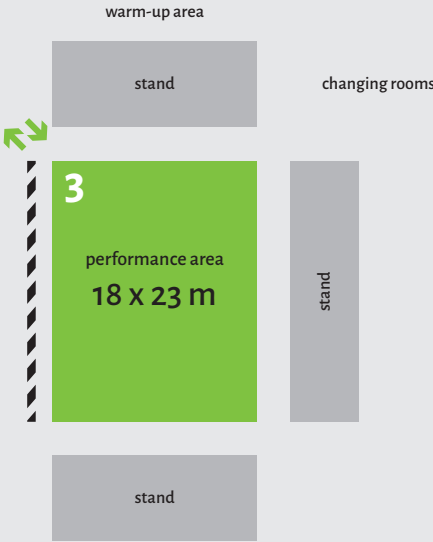 warm-up area
stand
changing rooms
3
performance area
18 x 23 m
stand
stand